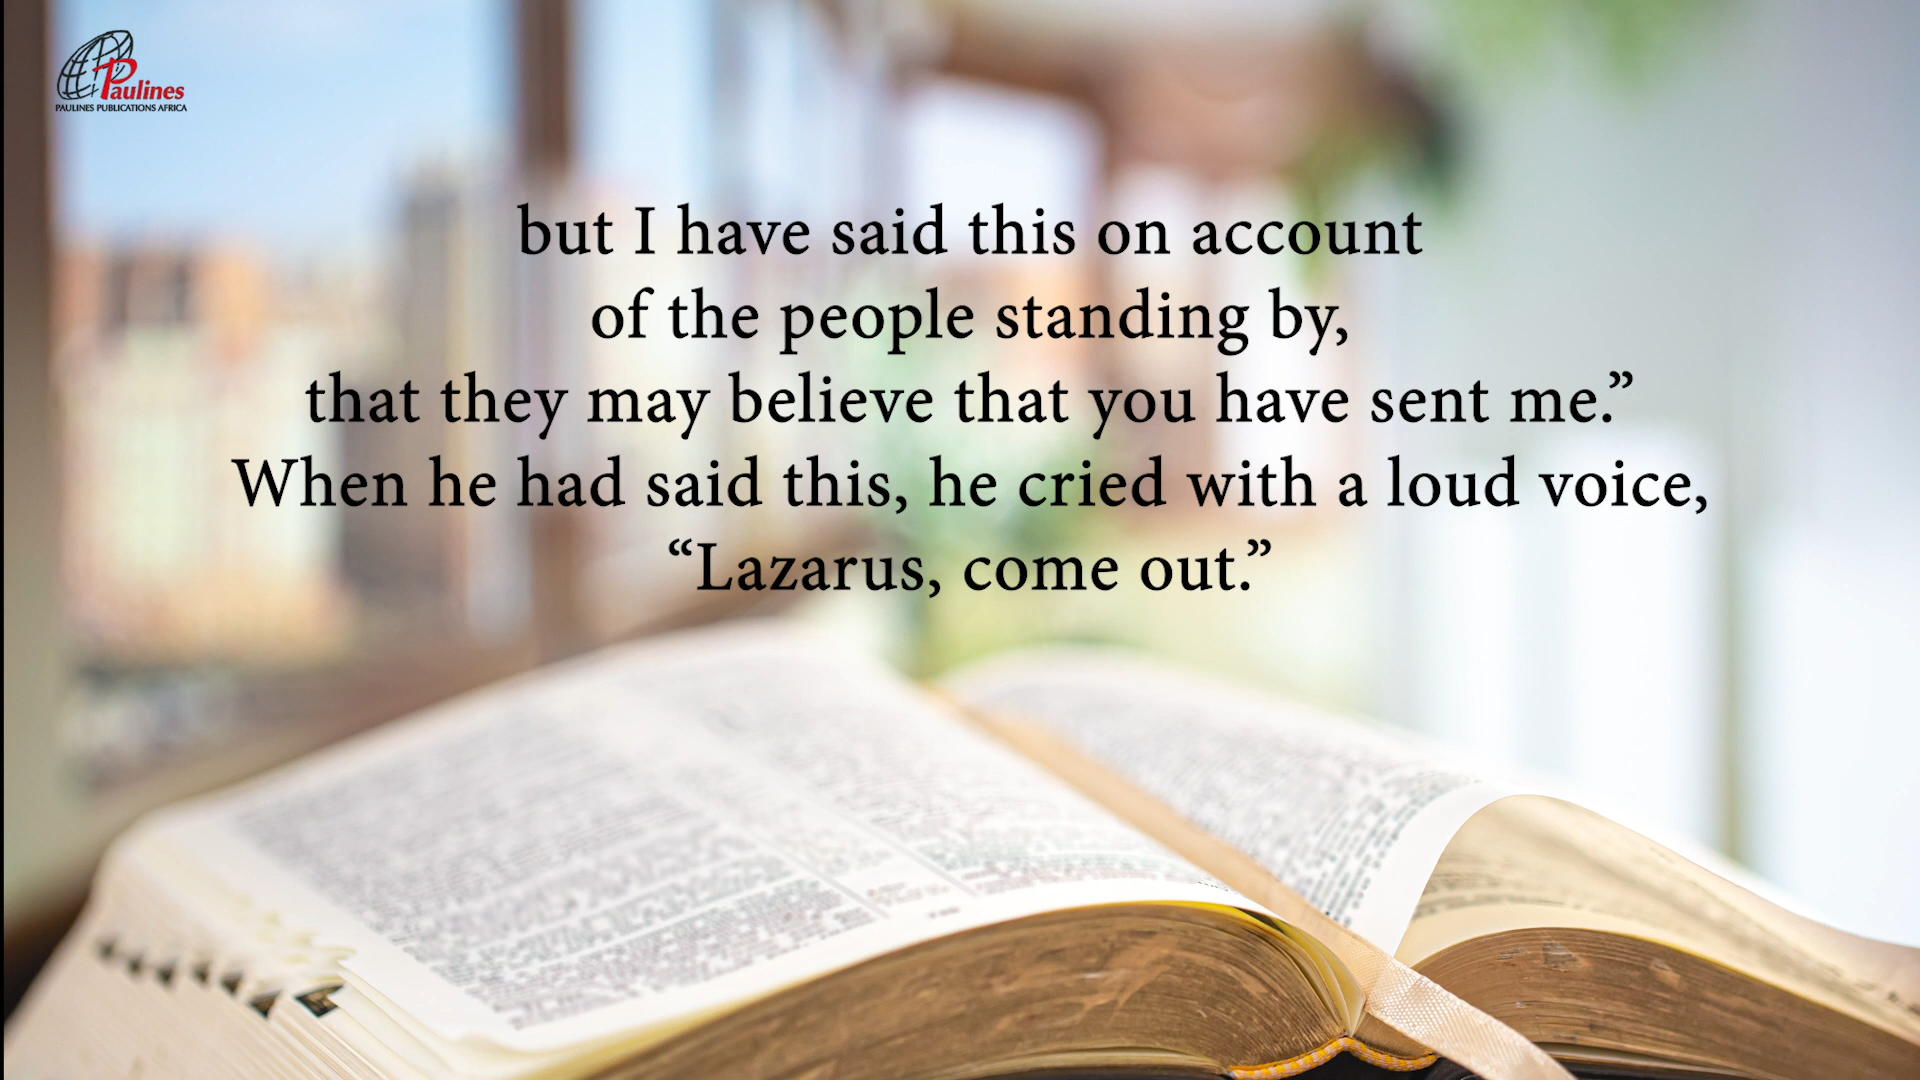 Paulines
PAULINES PUBLICATIONS AFRICA
but I have said this on account
of the people standing by,
that they may believe that you have sent me.”
When he had said this, he cried with a loud voice,
“Lazarus, come out.”